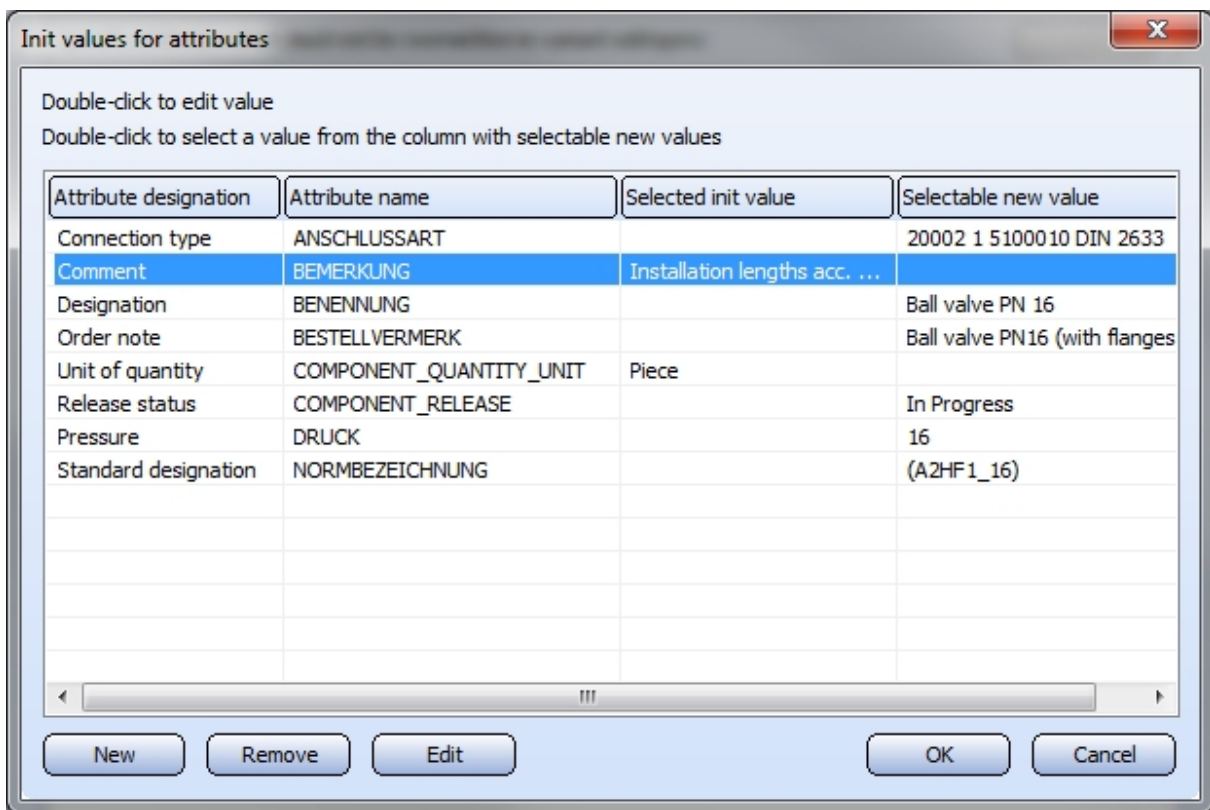 Init values for attributes
Double-click to edit value
Double-click to select a value from the column with selectable new values
Attribute designation Attribute name Selected init value Selectable new value
Connection type ANSCHLUSSART 20002 1 5100010 DIN 2633
Comment BEMERKUNG Installation lengths acc. ...
Designation BENENNUNG Ball valve PN 16
Order note BESTELLVERMERK Ball valve PN16 (with flanges
Unit of quantity COMPONENT_QUANTITY_UNIT Piece
Release status COMPONENT_RELEASE In Progress
Pressure DRUCK 16
Standard designation NORMBEZEICHNUNG (A2HF1_16)
New Remove Edit OK Cancel